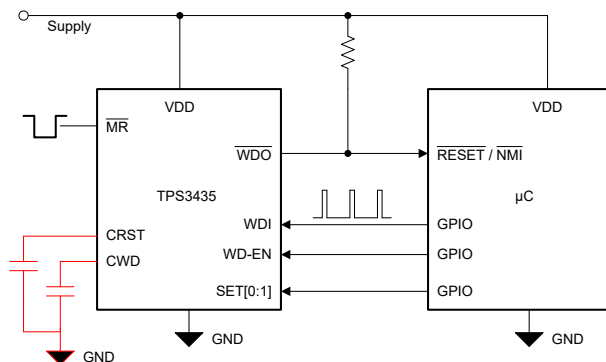 Supply
VDD
VDD
MR
WDO
RESET / NMI
TPS3435
µC
WDI
GPIO
CRST
WD-EN
GPIO
CWD
SET[0:1]
GPIO
GND
GND
GND